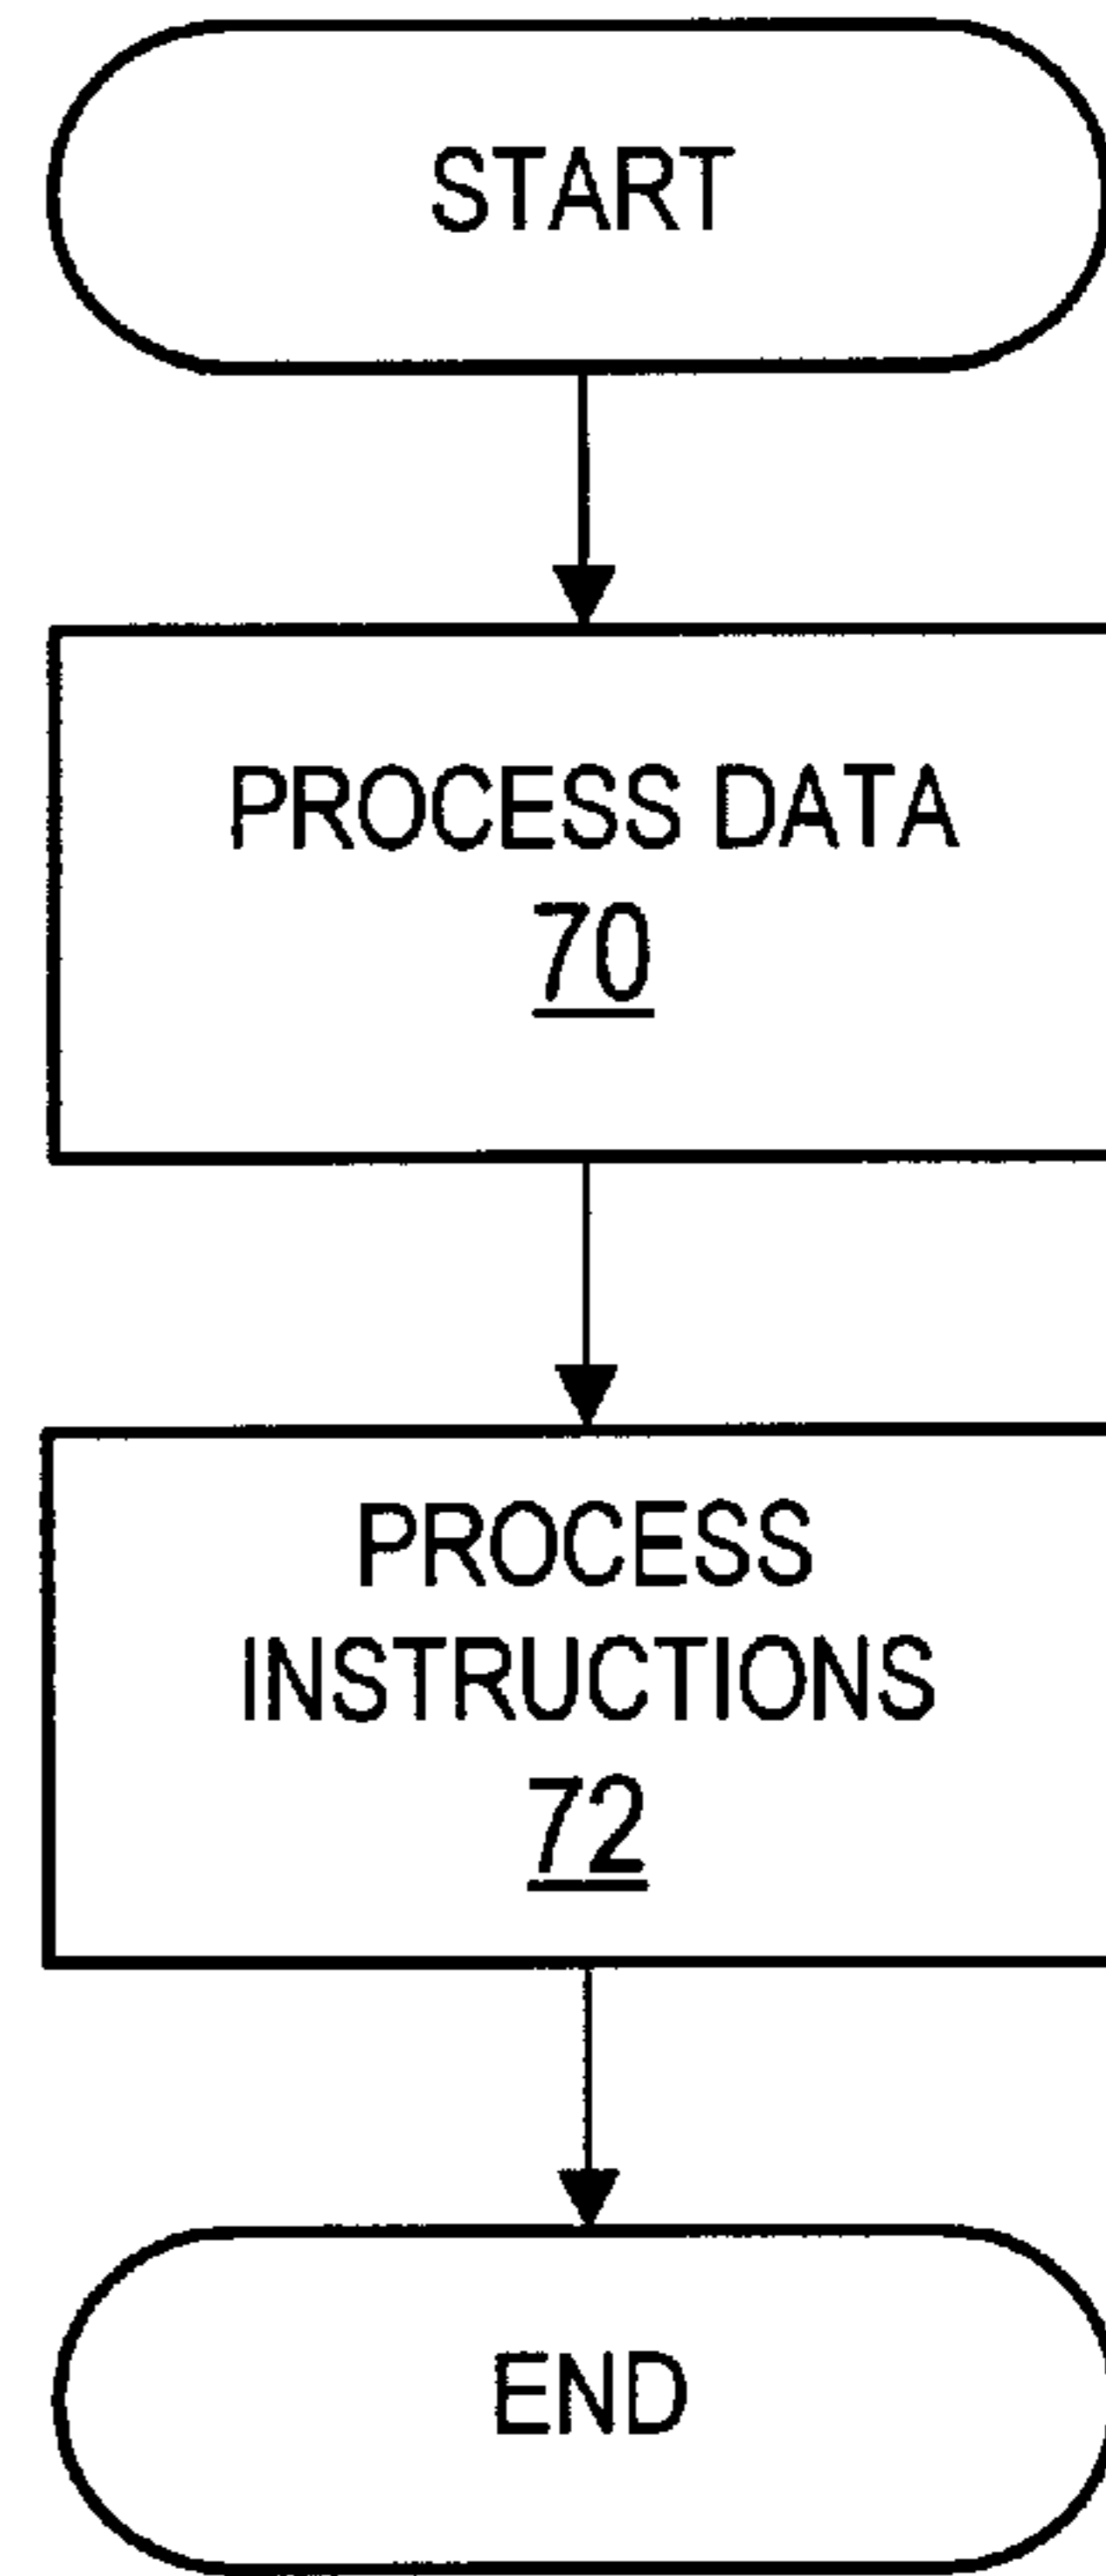 START
PROCESS DATA
70
PROCESS
INSTRUCTIONS
72
END